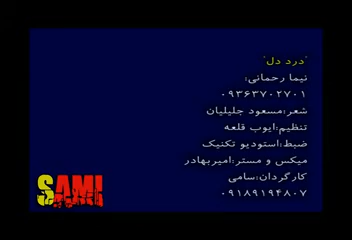 "درد دل"
نیما رحمانی:
۰۹۳۶۳۷۰۲۷۰۱
شعر:مسعود جلیلیان
تنظیم:ایوب قلعه
ضبط:استودیو تکنیک
میکس و مستر:امیربهادر
کارگردان:سامی
۰۹۱۸۹۱۹۴۸۰۷
SAMI